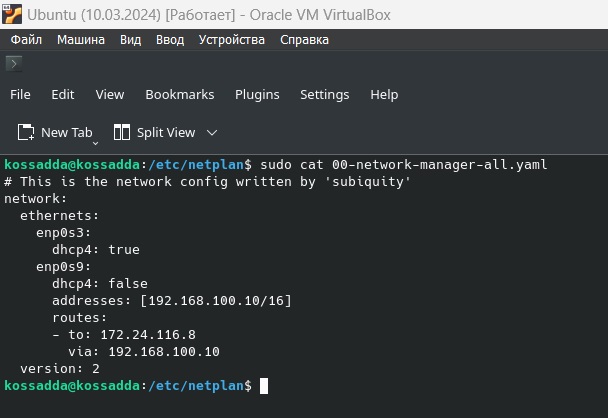 Ubuntu (10.03.2024) [Работает] - Oracle VM VirtualBox
Файл Машина Вид Ввод Устройства Справка
File Edit View Bookmarks Plugins Settings Help
New Tab Split View
kossadda@kossadda:/etc/netplan$ sudo cat 00-network-manager-all.yaml
# This is the network config written by 'subiquity'
network:
  ethernets:
    enp0s3:
      dhcp4: true
    enp0s9:
      dhcp4: false
      addresses: [192.168.100.10/16]
      routes:
      - to: 172.24.116.8
        via: 192.168.100.10
  version: 2
kossadda@kossadda:/etc/netplan$